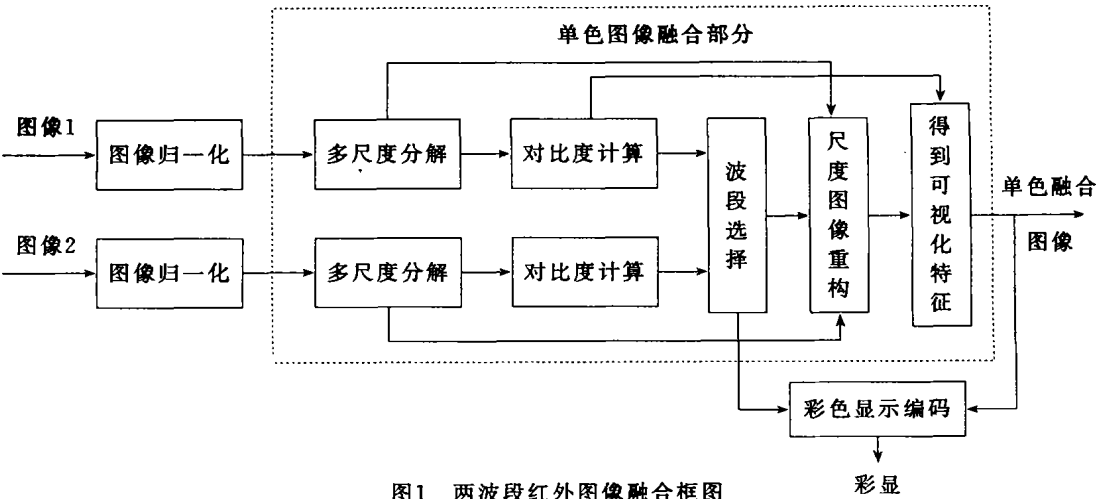 单色图像融合部分
图像1
图像归一化
多尺度分解
对比度计算
图像2
图像归一化
多尺度分解
对比度计算
波段选择
尺度图像重构
得到可视化特征
单色融合
图像
彩色显示编码
彩显
图1 两波段红外图像融合框图